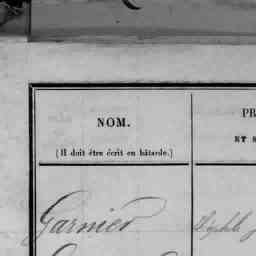 NOM.
PR
(Il doit être écrit en bâtarde.)
ET S
Garnier